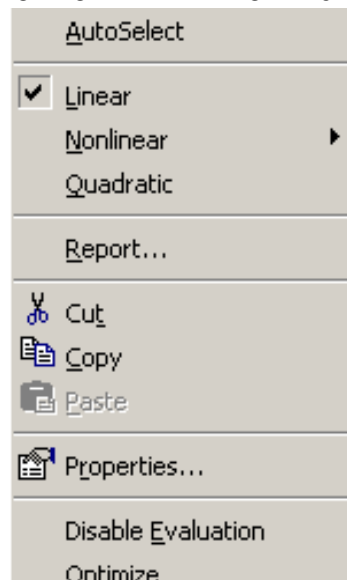 AutoSelect
Linear
Nonlinear
Quadratic
Report...
Cut
Copy
Paste
Properties...
Disable Evaluation
Optimize